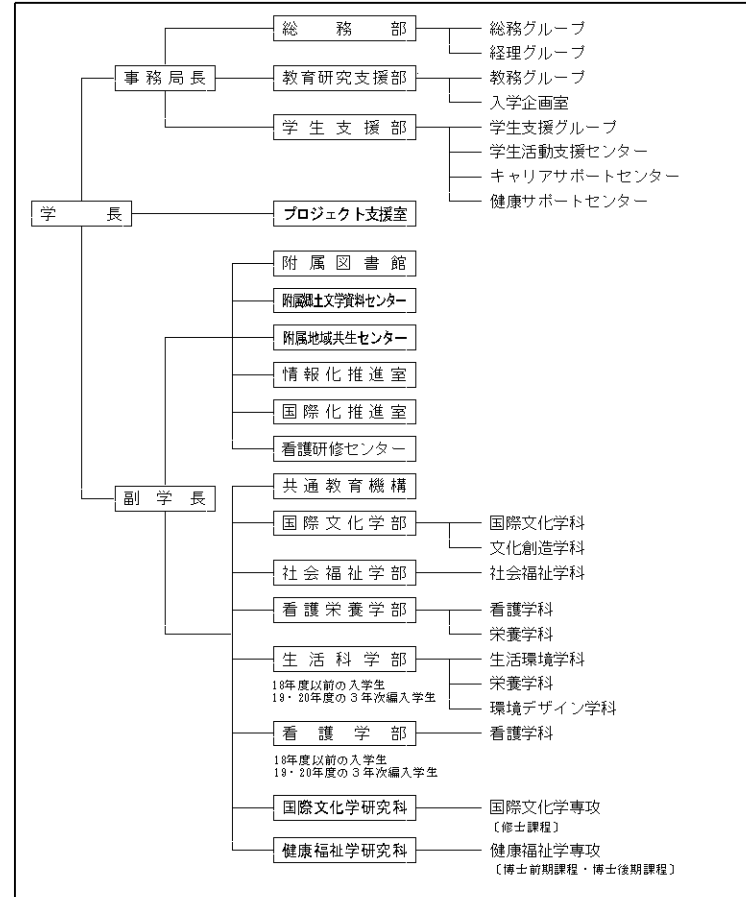 総務部
総務グループ
経理グループ
事務局長
教育研究支援部
教務グループ
入学企画室
学生支援部
学生支援グループ
学生活動支援センター
キャリアサポートセンター
健康サポートセンター
学長
プロジェクト支援室
附属図書館
附属郷土文学資料センター
附属地域共生センター
情報化推進室
国際化推進室
看護研修センター
副学長
共通教育機構
国際文化学部
国際文化学科
文化創造学科
社会福祉学部
社会福祉学科
看護栄養学部
看護学科
栄養学科
生活科学部
生活環境学科
18年度以前の入学生
19・20年度の3年次編入学生
栄養学科
環境デザイン学科
看護学部
看護学科
18年度以前の入学生
19・20年度の3年次編入学生
国際文化学研究科
国際文化学専攻
〔修士課程〕
健康福祉学研究科
健康福祉学専攻
〔博士前期課程・博士後期課程〕